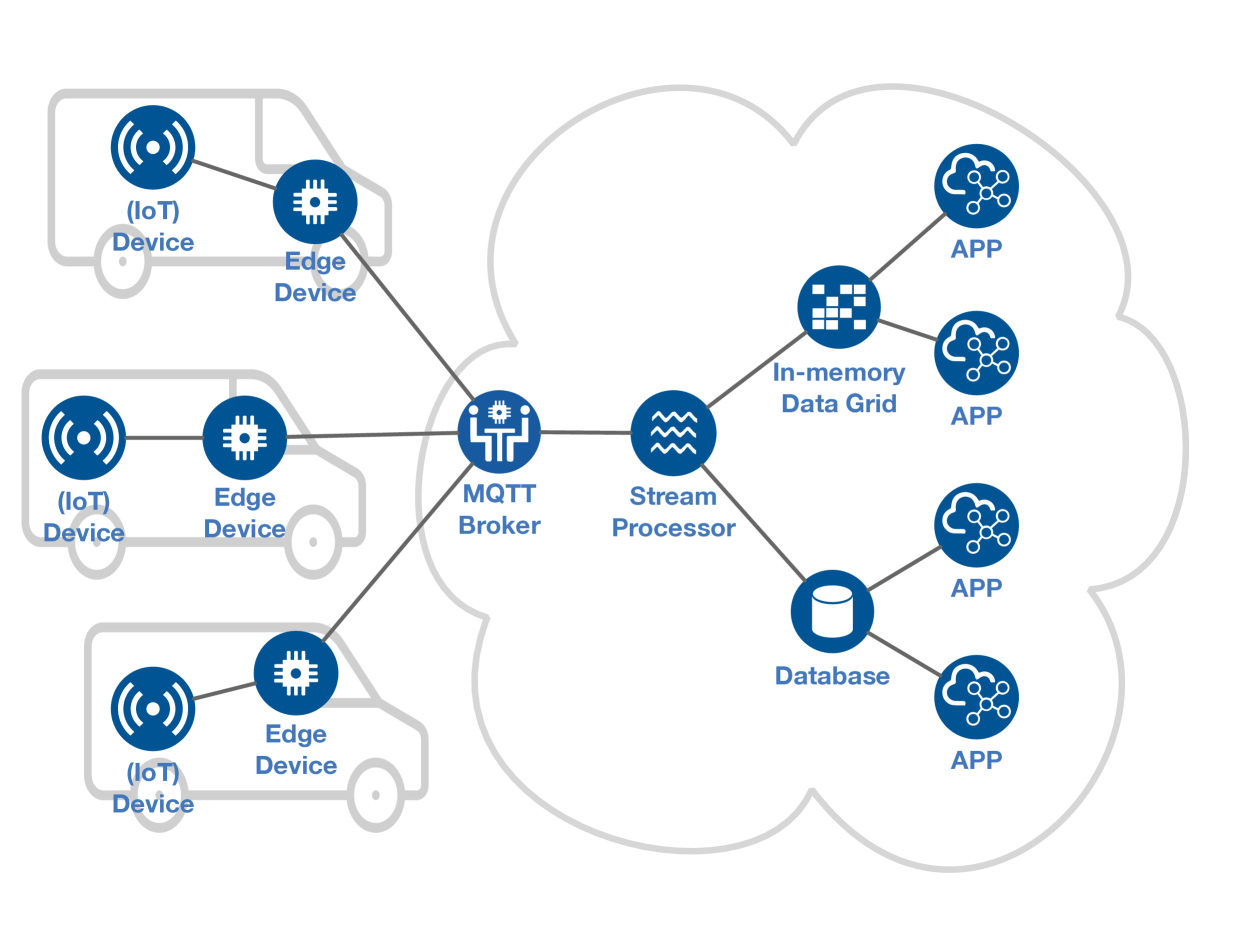 (IoT)
Device
Edge
Device
(IoT)
Device
Edge
Device
(IoT)
Device
Edge
Device
MQTT
Broker
Stream
Processor
In-memory
Data Grid
Database
APP
APP
APP
APP